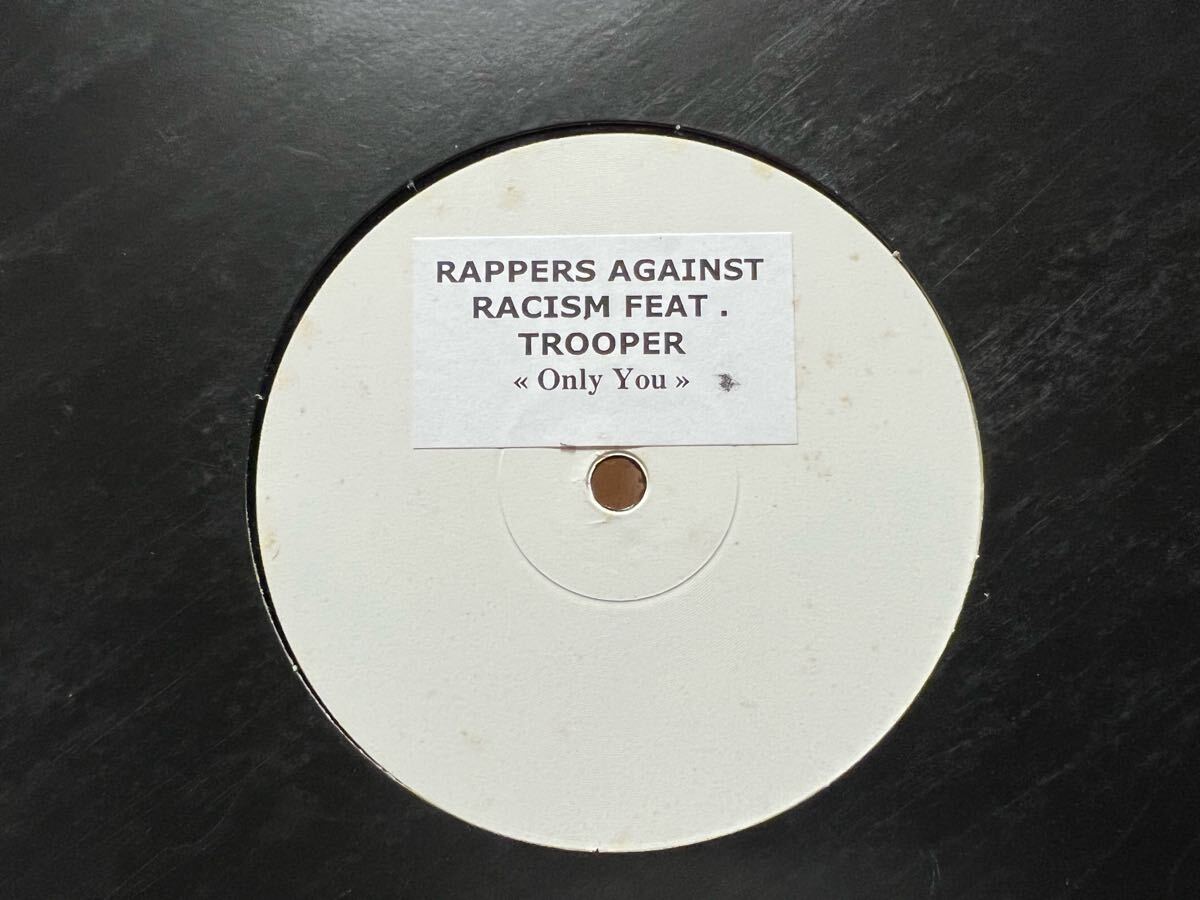 RAPPERS AGAINST
RACISM FEAT .
TROOPER
« Only You »